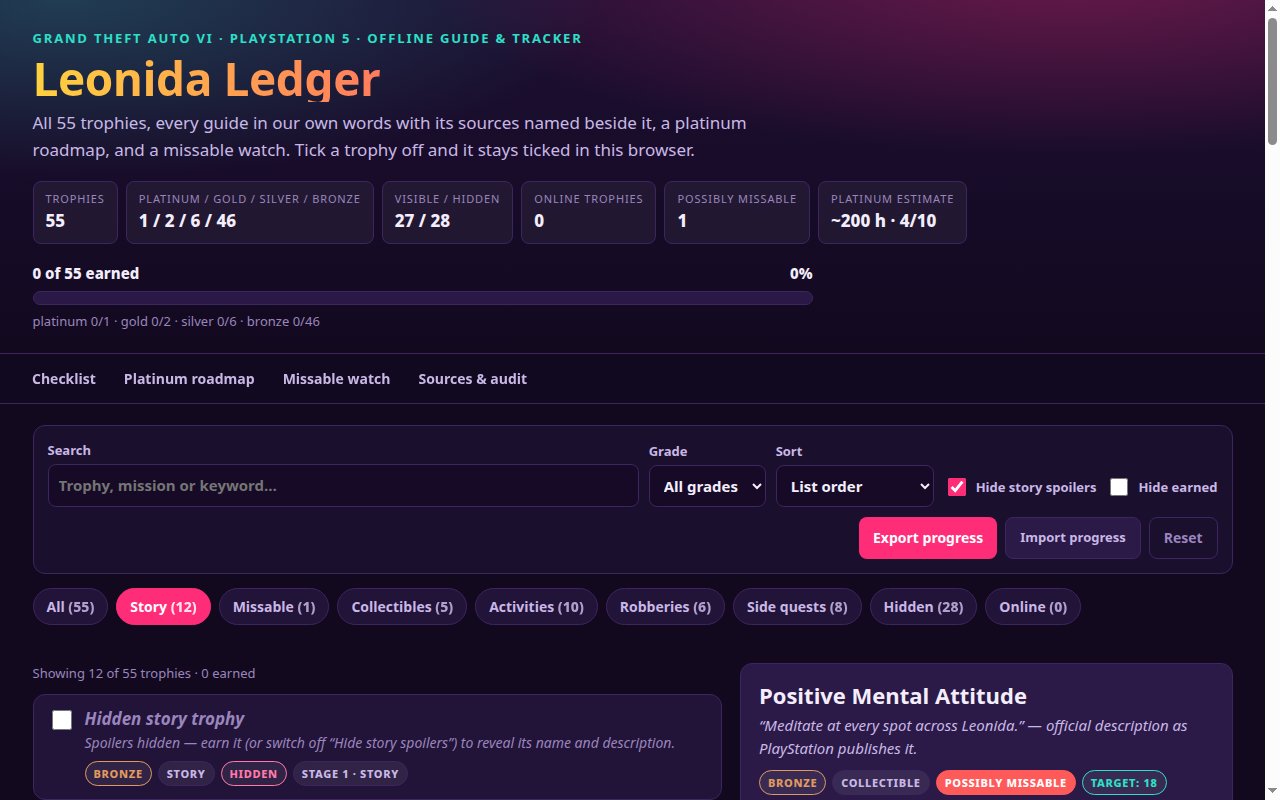 GRAND THEFT AUTO VI · PLAYSTATION 5 · OFFLINE GUIDE & TRACKER
Leonida Ledger
All 55 trophies, every guide in our own words with its sources named beside it, a platinum
roadmap, and a missable watch. Tick a trophy off and it stays ticked in this browser.
TROPHIES
55
PLATINUM / GOLD / SILVER / BRONZE
1 / 2 / 6 / 46
VISIBLE / HIDDEN
27 / 28
ONLINE TROPHIES
0
POSSIBLY MISSABLE
1
PLATINUM ESTIMATE
~200 h · 4/10
0 of 55 earned
0%
platinum 0/1 · gold 0/2 · silver 0/6 · bronze 0/46
Checklist
Platinum roadmap
Missable watch
Sources & audit
Search
Trophy, mission or keyword...
Grade
All grades
Sort
List order
Hide story spoilers
Hide earned
Export progress
Import progress
Reset
All (55)
Story (12)
Missable (1)
Collectibles (5)
Activities (10)
Robberies (6)
Side quests (8)
Hidden (28)
Online (0)
Showing 12 of 55 trophies · 0 earned
Hidden story trophy
Spoilers hidden — earn it (or switch off “Hide story spoilers”) to reveal its name and description.
BRONZE
STORY
HIDDEN
STAGE 1 · STORY
Positive Mental Attitude
“Meditate at every spot across Leonida.” — official description as
PlayStation publishes it.
BRONZE
COLLECTIBLE
POSSIBLY MISSABLE
TARGET: 18